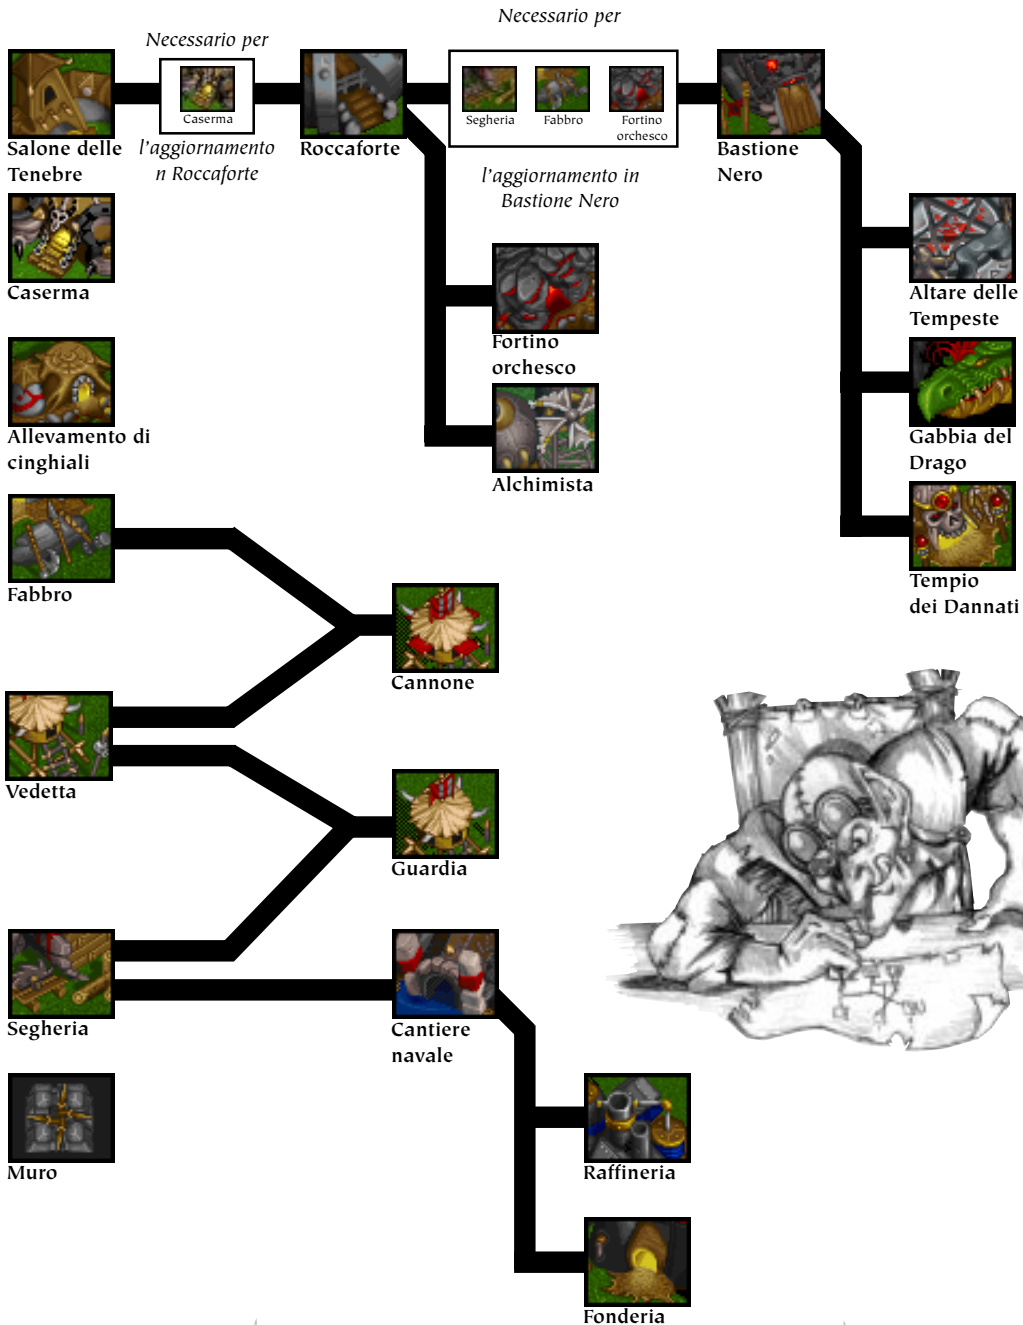 Necessario per
Caserma
l'aggiornamento
n Roccaforte
Necessario per
Segheria
Fabbro
Fortino
orchesco
l'aggiornamento in
Bastione Nero
Salone delle
Tenebre
Roccaforte
Bastione
Nero
Caserma
Fortino
orchesco
Altare delle
Tempeste
Allevamento di
cinghiali
Alchimista
Gabbia del
Drago
Fabbro
Tempio
dei Dannati
Cannone
Vedetta
Guardia
Segheria
Cantiere
navale
Muro
Raffineria
Fonderia